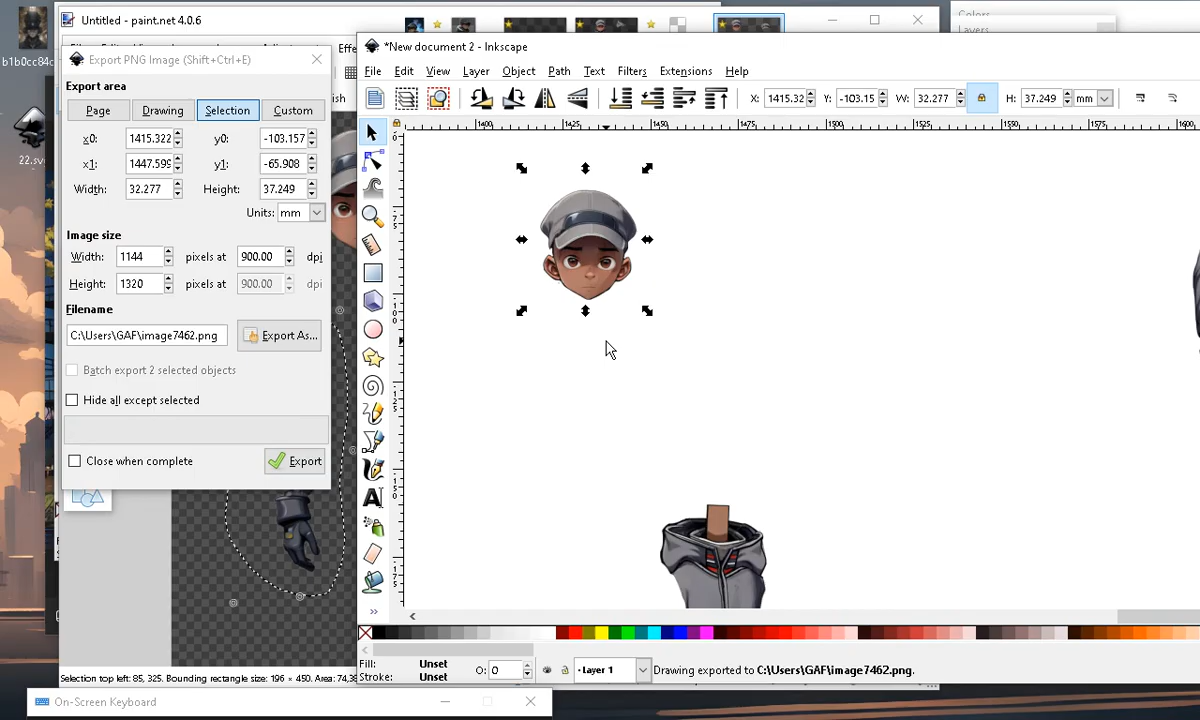 Untitled - paint.net 4.0.6
Colors
Layers
b1b0cc84c
22.sv
Export PNG Image (Shift+Ctrl+E)
Export area
Page
Drawing
Selection
Custom
x0: 1415.322 y0: -103.157
x1: 1447.599 y1: -65.908
Width: 32.277 Height: 37.249
Units: mm
Image size
Width: 1144 pixels at 900.00 dpi
Height: 1320 pixels at 900.00 dpi
Filename
C:\Users\GAF\image7462.png Export As...
Batch export 2 selected objects
Hide all except selected
Close when complete Export
*New document 2 - Inkscape
File Edit View Layer Object Path Text Filters Extensions Help
X: 1415.32 Y: -103.15 W: 32.277 H: 37.249 mm
1400 1425 1450 1475 1500 1525 1550 1575 1600
0
75
100
125
150
175
Fill: Unset
Stroke: Unset
O: 0
Layer 1
Drawing exported to C:\Users\GAF\image7462.png.
Selection top left: 85, 325. Bounding rectangle size: 196 × 450. Area: 74,3
On-Screen Keyboard